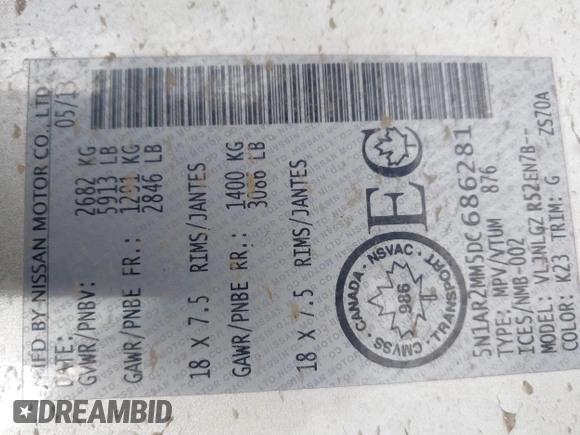 MFD BY NISSAN MOTOR CO., LTD
DATE: 05/13
GVWR/PNBV: 2682 KG
5913 LB
GAWR/PNBE FR.: 1291 KG
2846 LB
18 X 7.5 RIMS/JANTES
GAWR/PNBE RR.: 1400 KG
3086 LB
18 X 7.5 RIMS/JANTES
EC
CANADA · NSVAC · TRANSPORT · CMVSS
986
5N1AR2MM5DC686281
TYPE: MPV/VTUM 876
ICES/NMB-002
MODEL: R52EN7B--
COLOR: K23 TRIM: G ZS70A
DREAMBID